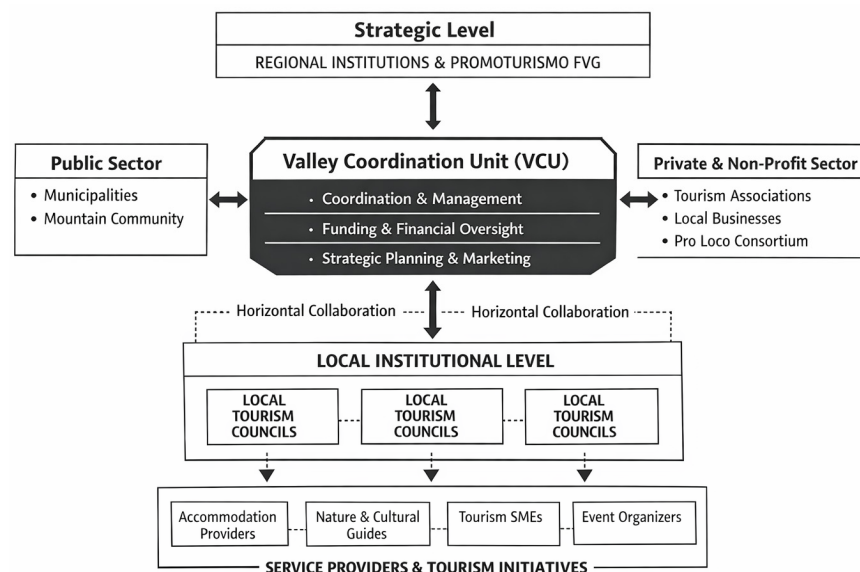 Strategic Level
REGIONAL INSTITUTIONS & PROMOTURISMO FVG
Public Sector
• Municipalities
• Mountain Community
Valley Coordination Unit (VCU)
• Coordination & Management
• Funding & Financial Oversight
• Strategic Planning & Marketing
Private & Non-Profit Sector
• Tourism Associations
• Local Businesses
• Pro Loco Consortium
Horizontal Collaboration
Horizontal Collaboration
LOCAL INSTITUTIONAL LEVEL
LOCAL
TOURISM
COUNCILS
LOCAL
TOURISM
COUNCILS
LOCAL
TOURISM
COUNCILS
Accommodation
Providers
Nature & Cultural
Guides
Tourism SMEs
Event Organizers
SERVICE PROVIDERS & TOURISM INITIATIVES